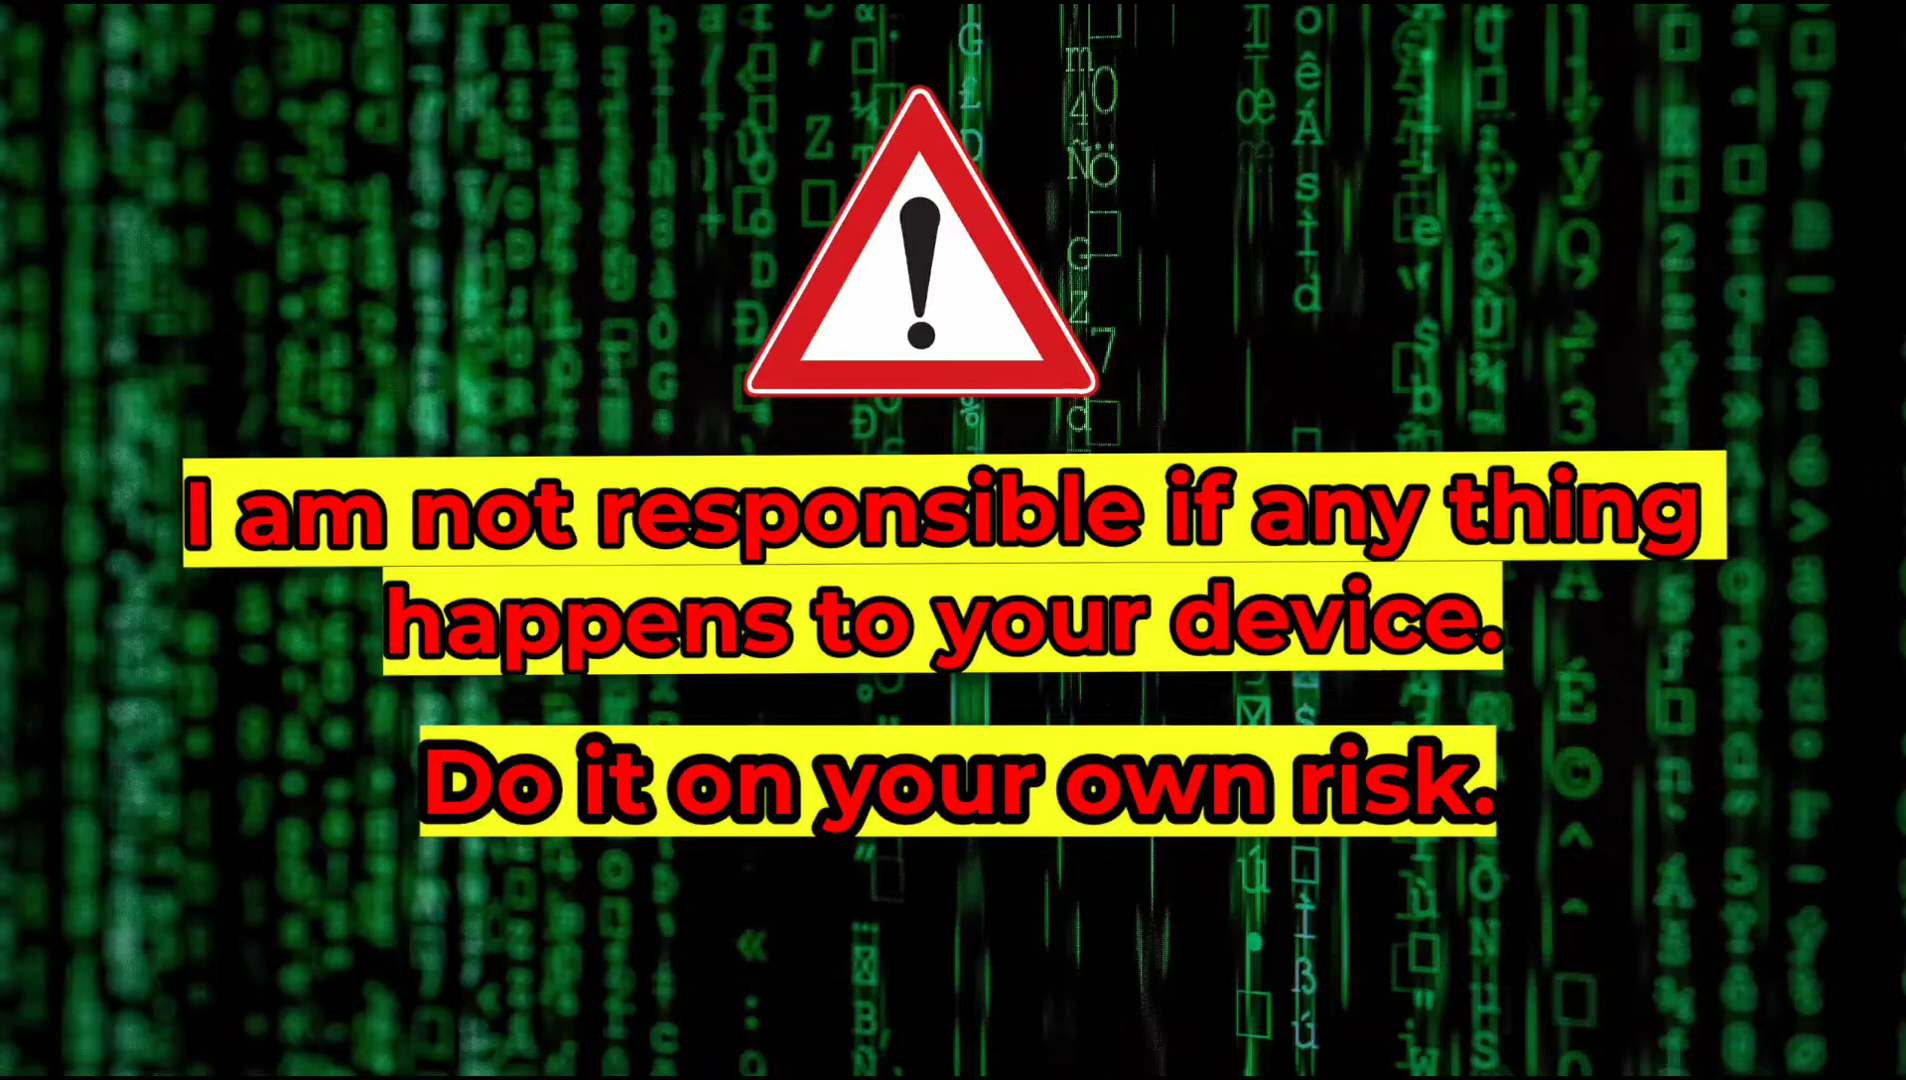 I am not responsible if any thing
happens to your device.
Do it on your own risk.